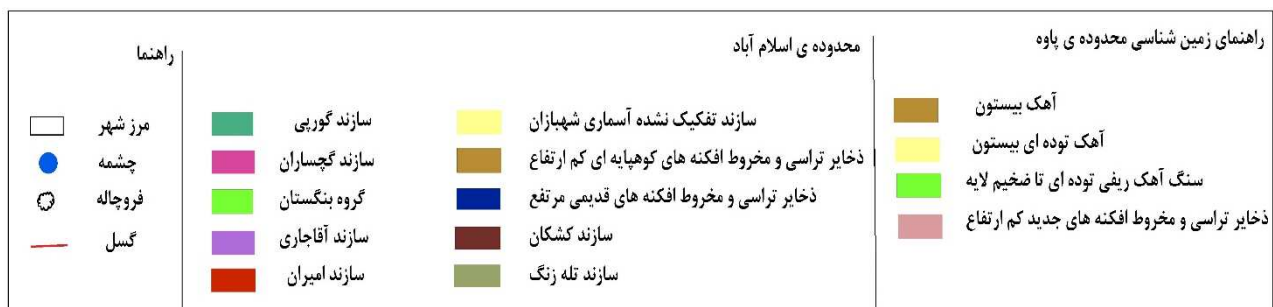 راهنمای زمین شناسی محدوده ی پاوه
آهک بیستون
آهک توده ای بیستون
سنگ آهک ریفی توده ای تا ضخیم لایه
ذخایر تراسی و مخروط افکنه های جدید کم ارتفاع
محدوده ی اسلام آباد
سازند تفکیک نشده آسماری شهبازان
ذخایر تراسی و مخروط افکنه های کوهپایه ای کم ارتفاع
ذخایر تراسی و مخروط افکنه های قدیمی مرتفع
سازند کشکان
سازند تله زنگ
سازند گورپی
سازند گچساران
گروه بنگستان
سازند آقاجاری
سازند امیران
راهنما
مرز شهر
چشمه
فروچاله
گسل